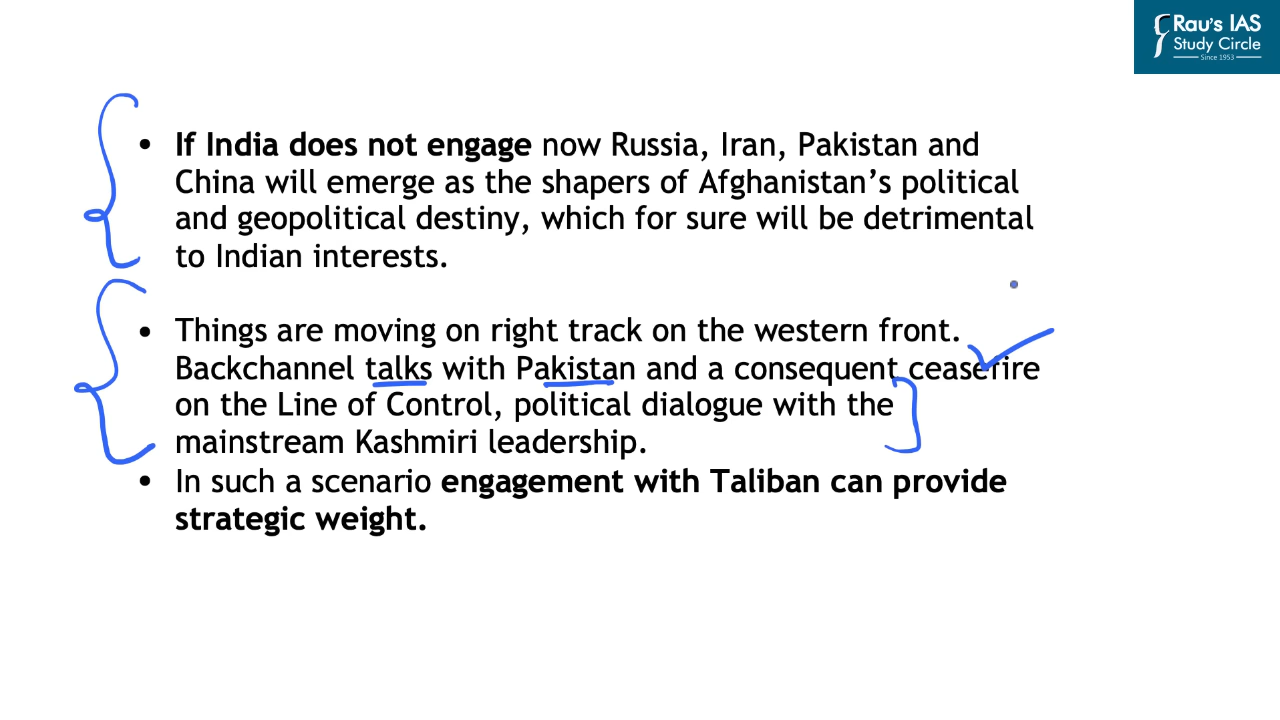 Rau's IAS
Study Circle
Since 1953
• If India does not engage now Russia, Iran, Pakistan and
China will emerge as the shapers of Afghanistan’s political
and geopolitical destiny, which for sure will be detrimental
to Indian interests.
• Things are moving on right track on the western front.
Backchannel talks with Pakistan and a consequent ceasefire
on the Line of Control, political dialogue with the
mainstream Kashmiri leadership.
• In such a scenario engagement with Taliban can provide
strategic weight.